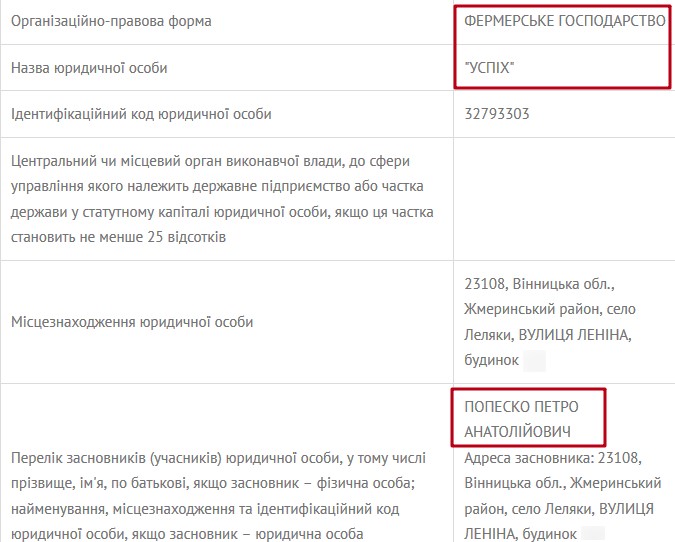 Організаційно-правова форма
ФЕРМЕРСЬКЕ ГОСПОДАРСТВО
Назва юридичної особи
"УСПІХ"
Ідентифікаційний код юридичної особи
32793303
Центральний чи місцевий орган виконавчої влади, до сфери
управління якого належить державне підприємство або частка
держави у статутному капіталі юридичної особи, якщо ця частка
становить не менше 25 відсотків
Місцезнаходження юридичної особи
23108, Вінницька обл.,
Жмеринський район, село
Леляки, ВУЛИЦЯ ЛЕНІНА,
будинок
Перелік засновників (учасників) юридичної особи, у тому числі
прізвище, ім'я, по батькові, якщо засновник – фізична особа;
найменування, місцезнаходження та ідентифікаційний код
юридичної особи, якщо засновник – юридична особа
ПОПЕСКО ПЕТРО
АНАТОЛІЙОВИЧ
Адреса засновника: 23108,
Вінницька обл., Жмеринський
район, село Леляки, ВУЛИЦЯ
ЛЕНІНА, будинок